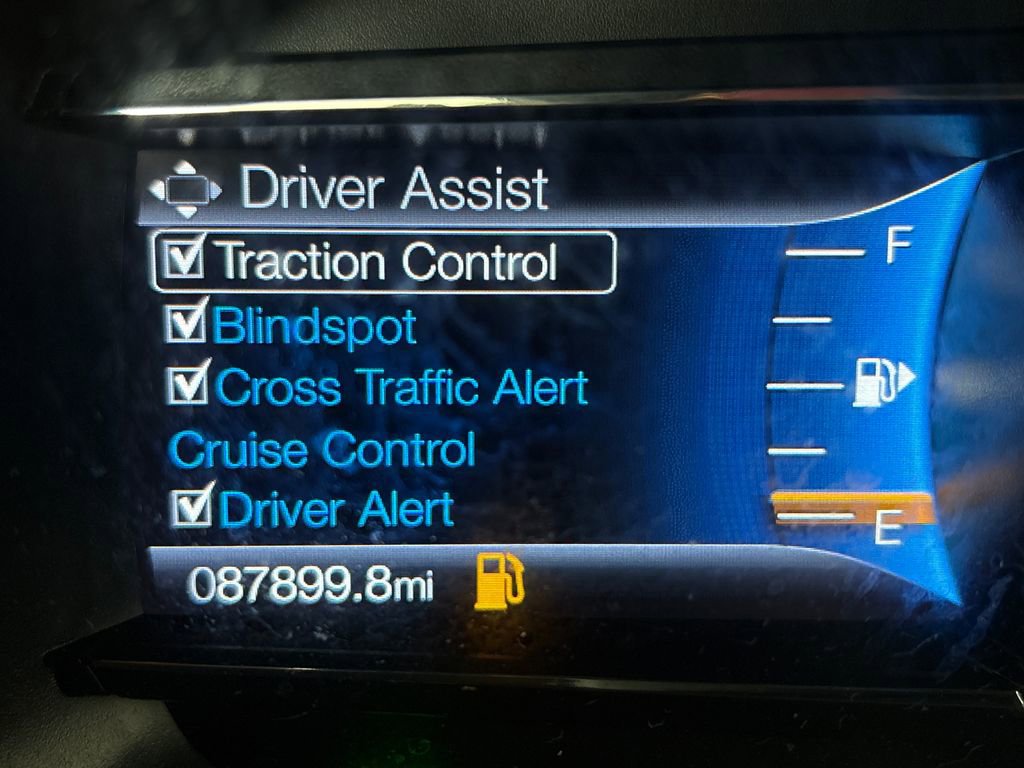 Driver Assist
Traction Control
F
Blindspot
Cross Traffic Alert
Cruise Control
Driver Alert
E
087899.8mi